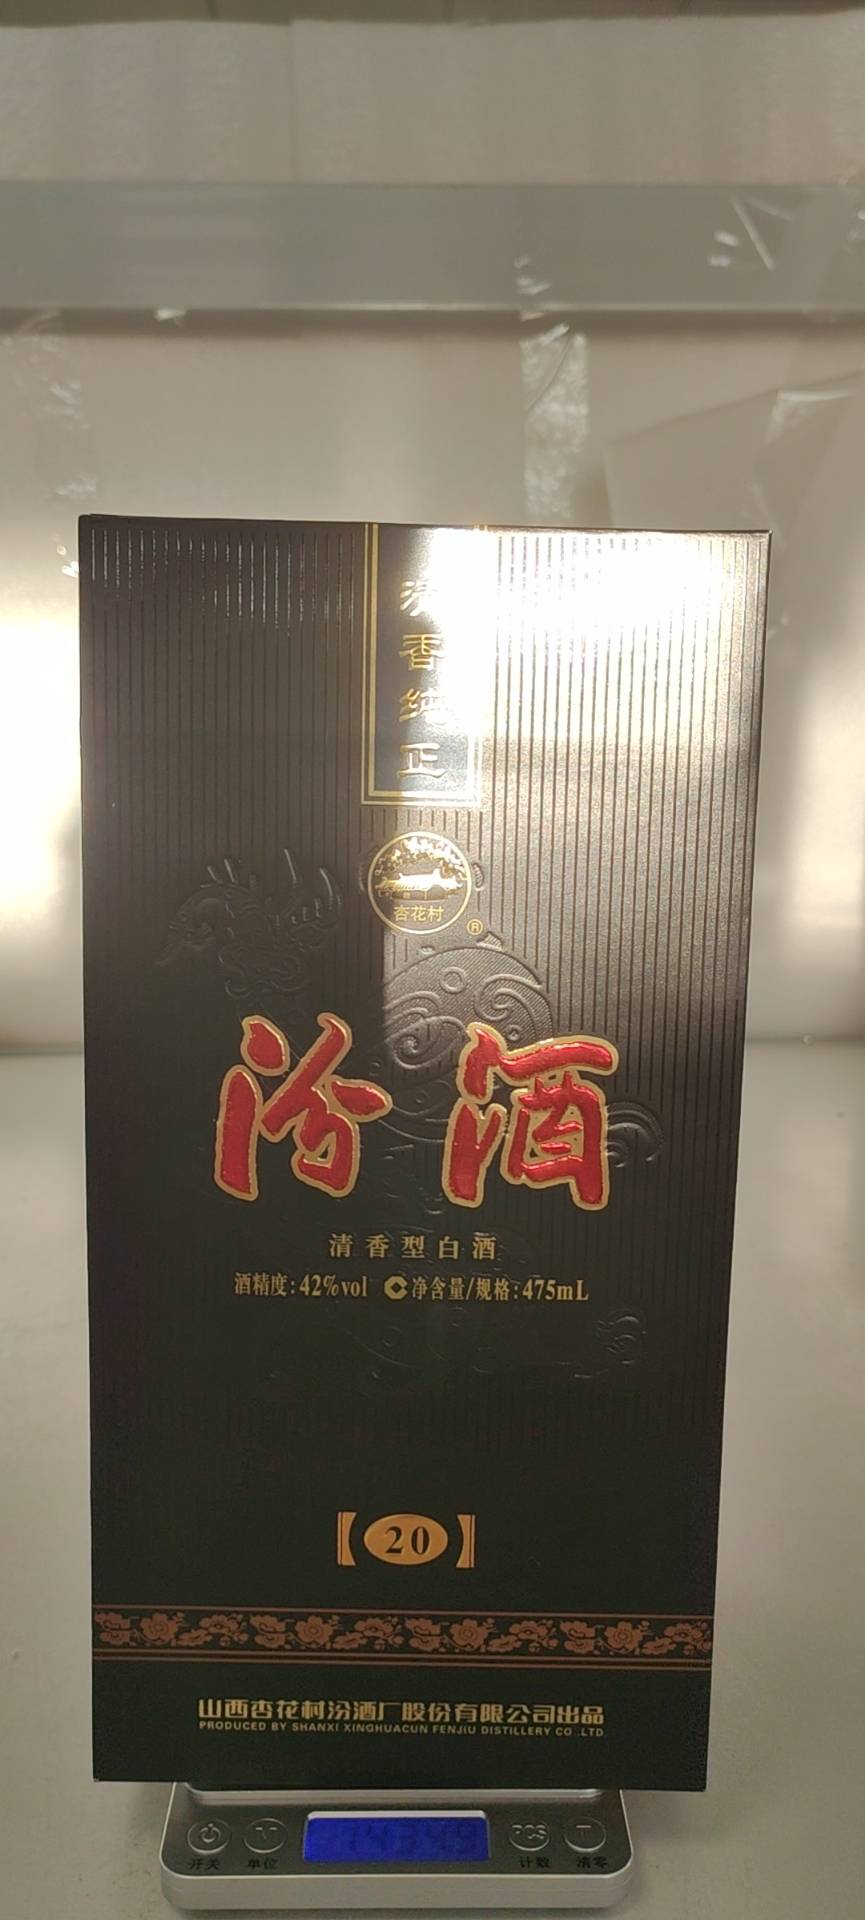 清香纯正
杏花村
®
汾酒
清香型白酒
酒精度:42%vol 净含量/规格:475mL
20
山西杏花村汾酒厂股份有限公司出品
PRODUCED BY SHANXI XINGHUACUN FENJIU DISTILLERY CO.,LTD.
PCS T
开关 单位 计数 清零